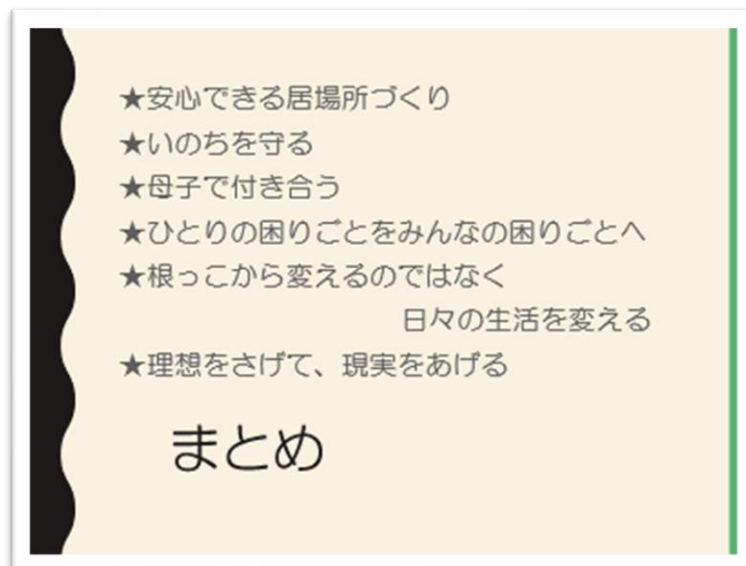 ★安心できる居場所づくり
★いのちを守る
★母子で付き合う
★ひとりの困りごとをみんなの困りごとへ
★根っこから変えるのではなく
日々の生活を変える
★理想をさげて、現実をあげる
まとめ